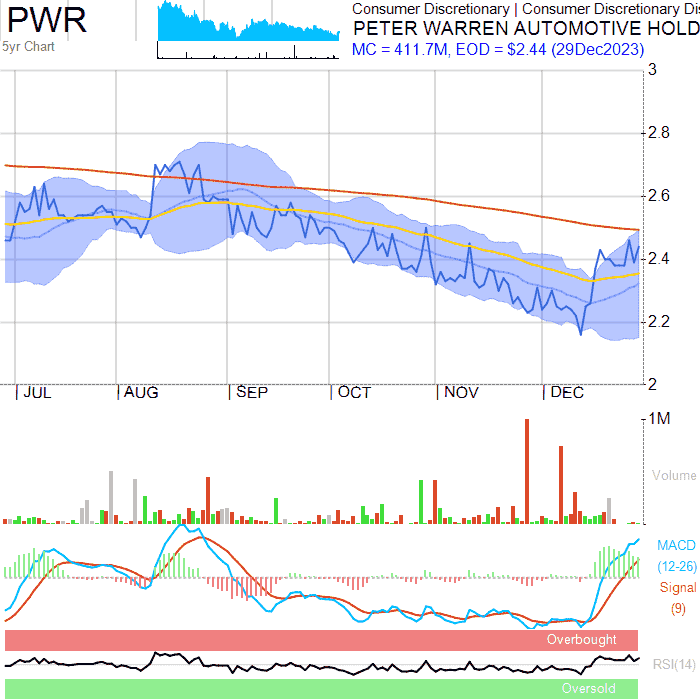 PWR
5yr Chart
Consumer Discretionary | Consumer Discretionary Dis
PETER WARREN AUTOMOTIVE HOLD
MC = 411.7M, EOD = $2.44 (29Dec2023)
3
2.8
2.6
2.4
2.2
2
JUL AUG SEP OCT NOV DEC
1M
Volume
MACD
(12-26)
Signal
(9)
Overbought
RSI(14)
Oversold